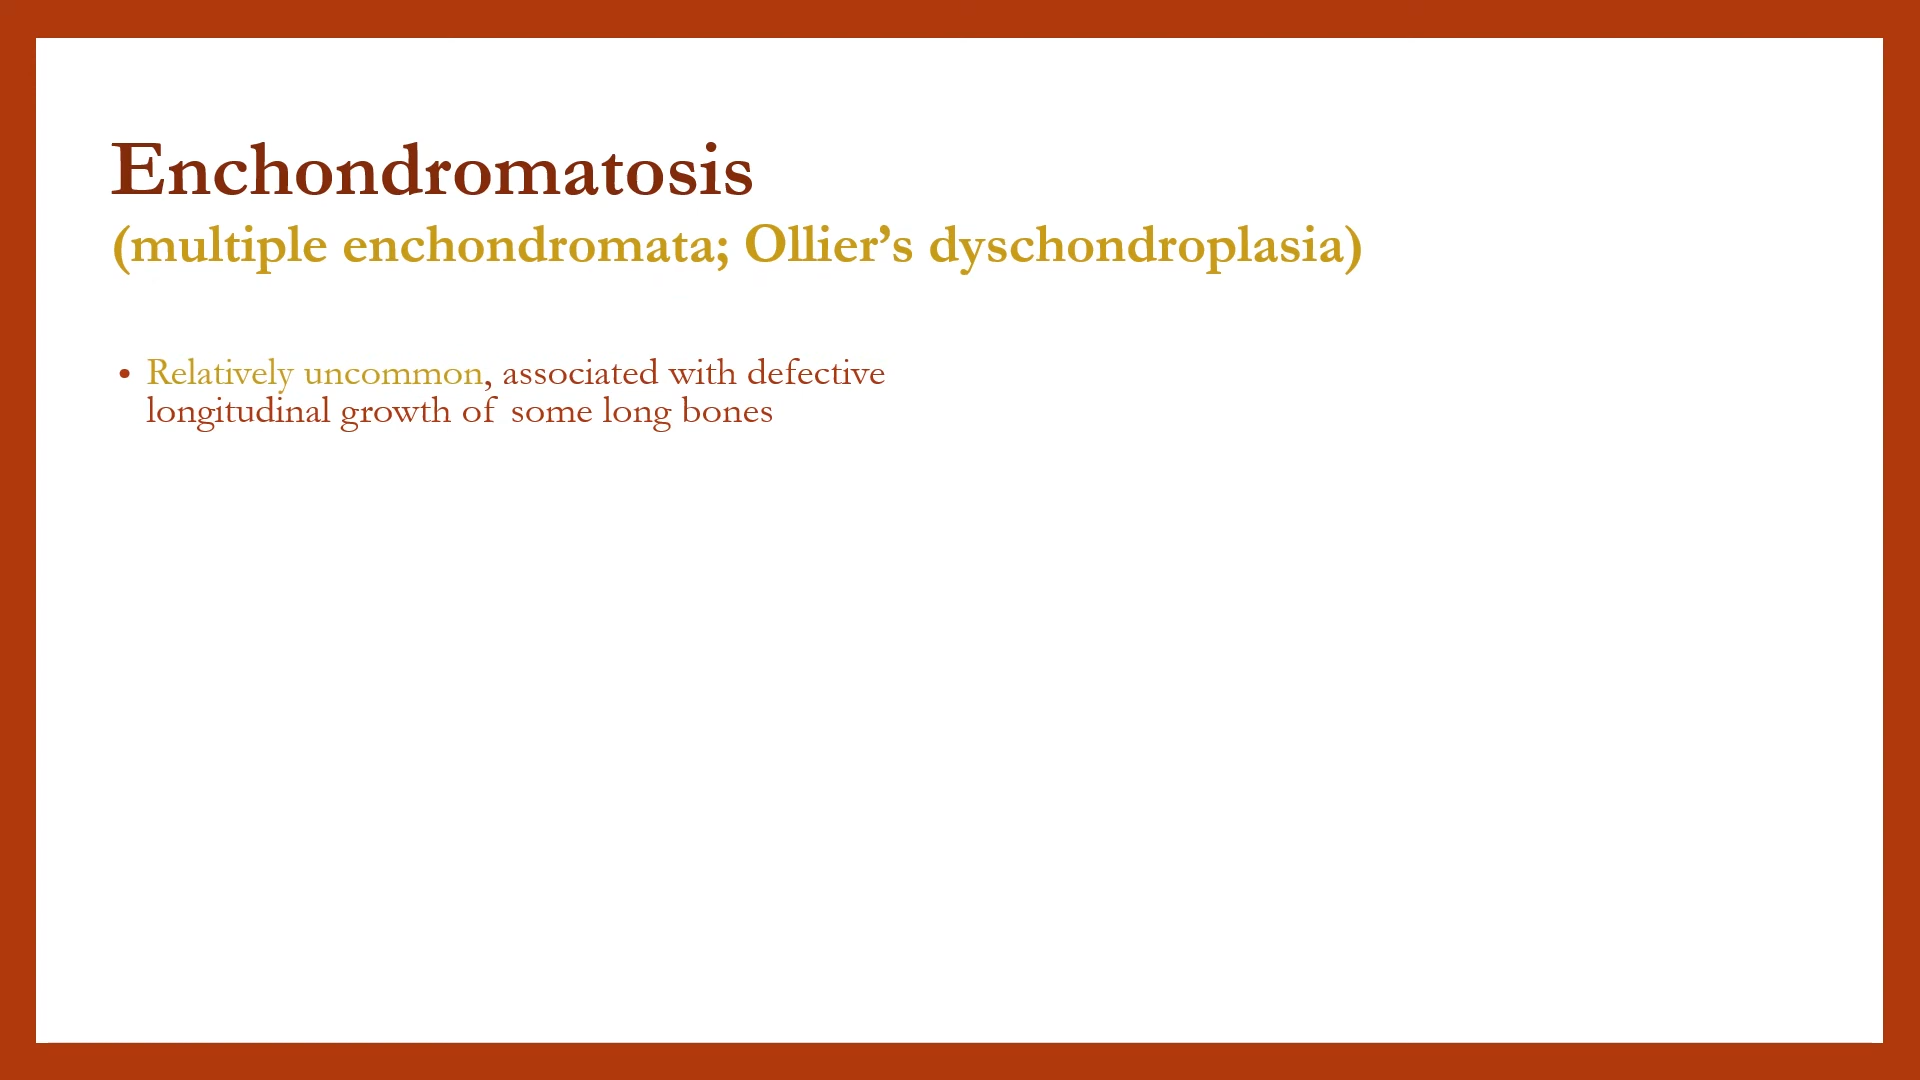 Enchondromatosis
(multiple enchondromata; Ollier’s dyschondroplasia)
• Relatively uncommon, associated with defective
longitudinal growth of some long bones